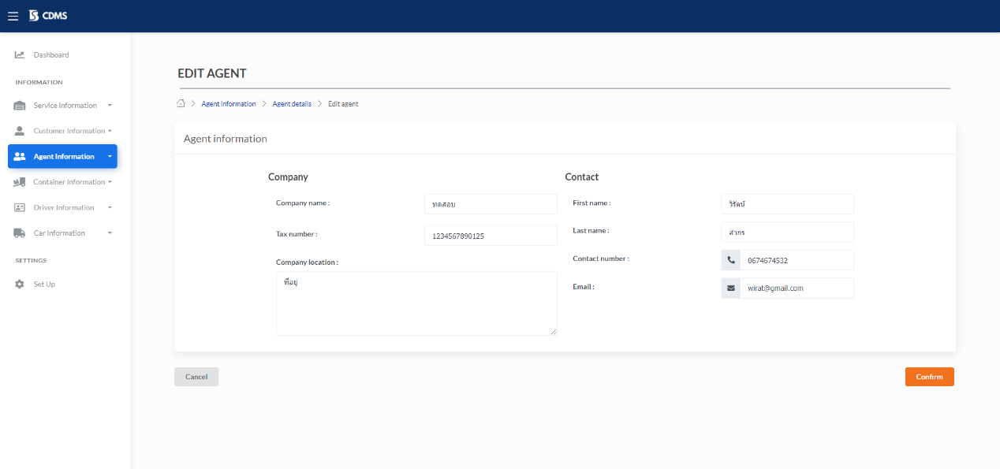 CDMS
Dashboard
INFORMATION
Service Information
Customer Information
Agent Information
Container Information
Driver Information
Car Information
SETTINGS
Set Up
EDIT AGENT
Agent Information
Agent details
Edit agent
Agent information
Company
Company name :
ทดสอบ
Tax number :
1234567890125
Company location :
ที่อยู่
Contact
First name :
วิรัตน์
Last name :
สากร
Contact number :
0674674532
Email :
wirat@gmail.com
Cancel
Confirm